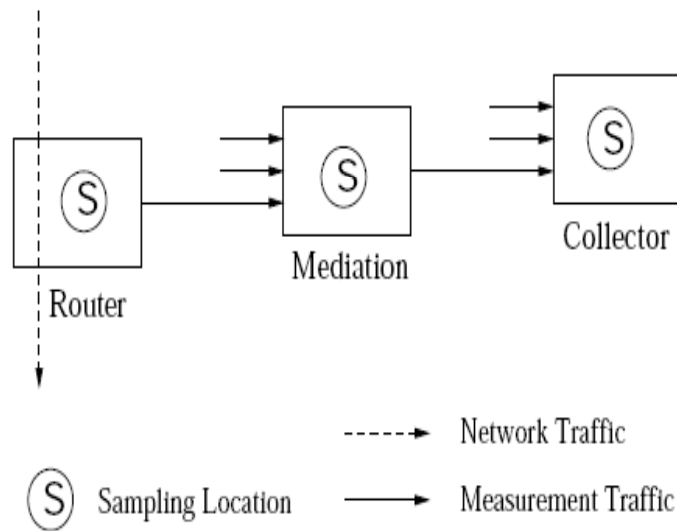 S
S
S
Collector
Mediation
Router
Network Traffic
S Sampling Location
Measurement Traffic